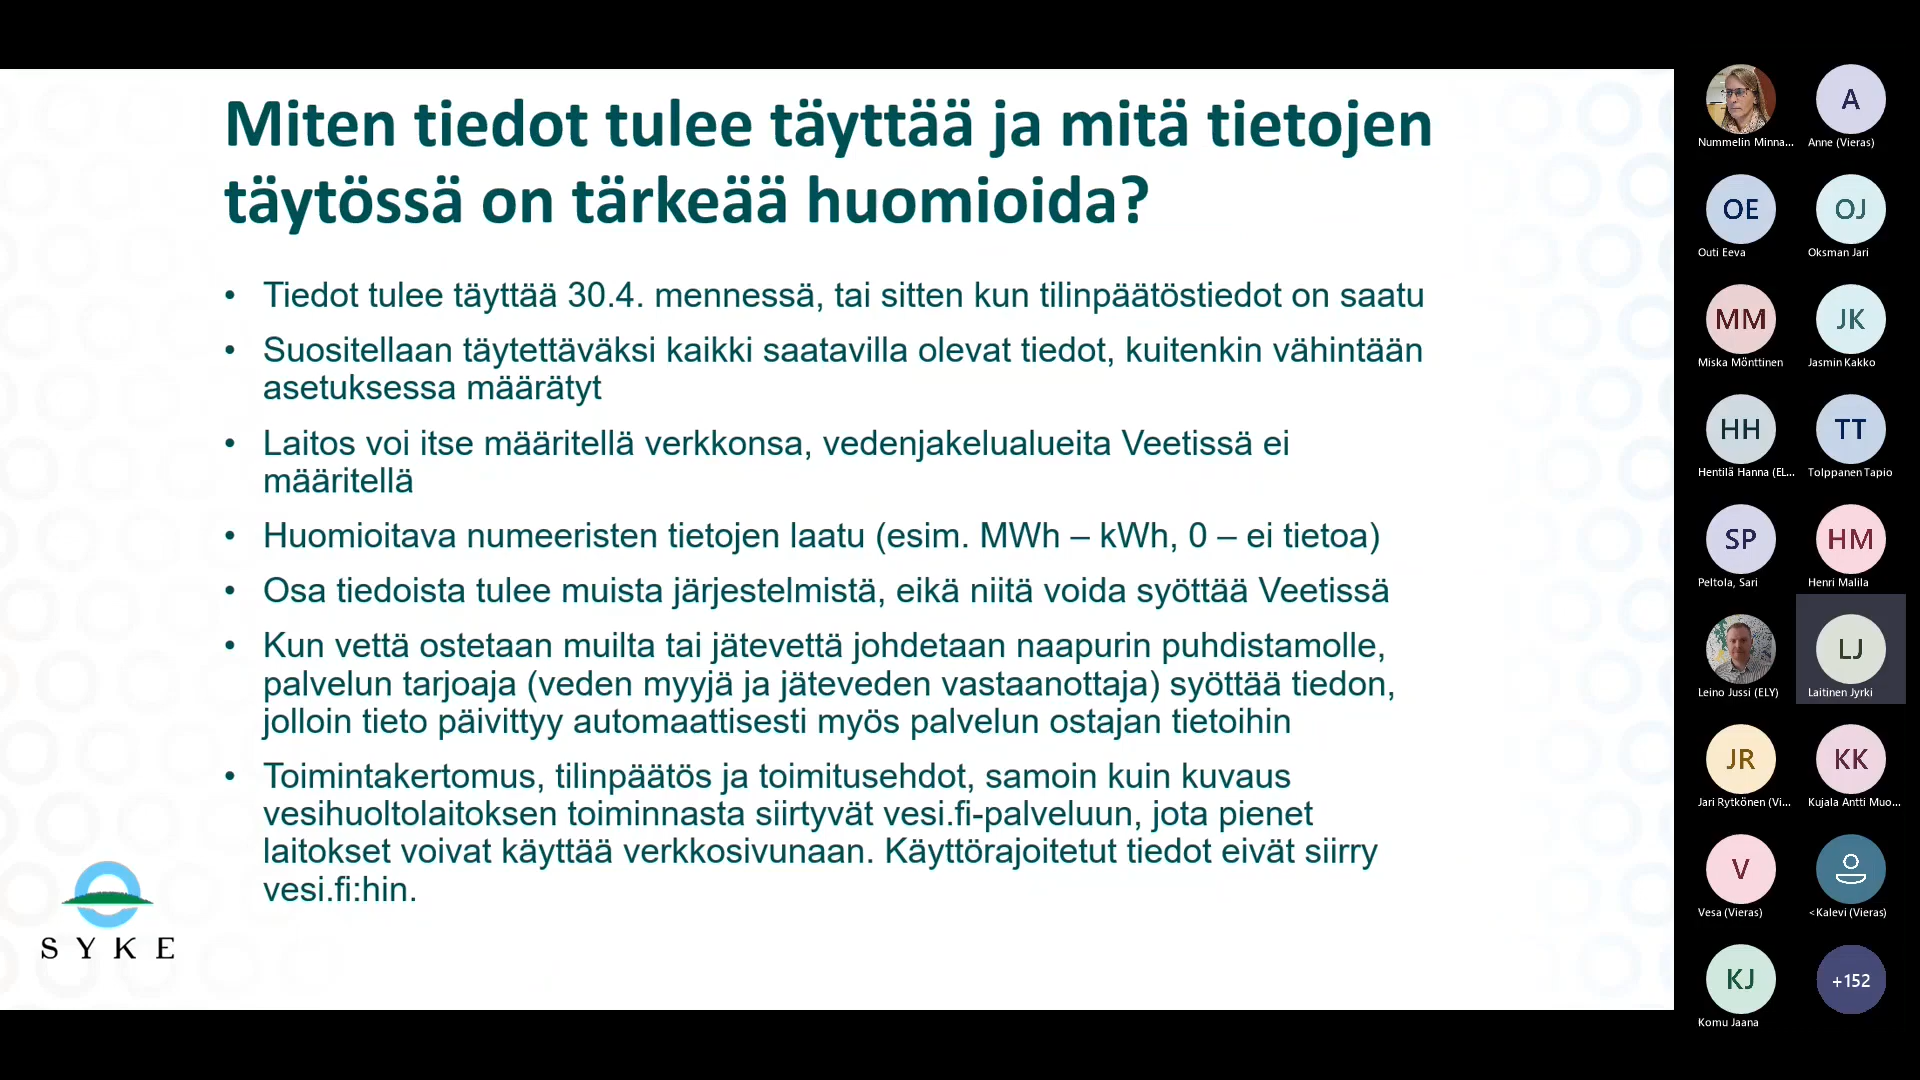 Miten tiedot tulee täyttää ja mitä tietojen
täytössä on tärkeää huomioida?
• Tiedot tulee täyttää 30.4. mennessä, tai sitten kun tilinpäätöstiedot on saatu
• Suositellaan täytettäväksi kaikki saatavilla olevat tiedot, kuitenkin vähintään
asetuksessa määrätyt
• Laitos voi itse määritellä verkkonsa, vedenjakelualueita Veetissä ei
määritellä
• Huomioitava numeeristen tietojen laatu (esim. MWh – kWh, 0 – ei tietoa)
• Osa tiedoista tulee muista järjestelmistä, eikä niitä voida syöttää Veetissä
• Kun vettä ostetaan muilta tai jätevettä johdetaan naapurin puhdistamolle,
palvelun tarjoaja (veden myyjä ja jäteveden vastaanottaja) syöttää tiedon,
jolloin tieto päivittyy automaattisesti myös palvelun ostajan tietoihin
• Toimintakertomus, tilinpäätös ja toimitusehdot, samoin kuin kuvaus
vesihuoltolaitoksen toiminnasta siirtyvät vesi.fi-palveluun, jota pienet
laitokset voivat käyttää verkkosivunaan. Käyttörajoitetut tiedot eivät siirry
vesi.fi:hin.
SYKE
Nummelin Minna...
A
Anne (Vieras)
OE
Outi Eeva
OJ
Oksman Jari
MM
Miska Mönttinen
JK
Jasmin Kakko
HH
Hentilä Hanna (EL...
TT
Tolppanen Tapio
SP
Peltola, Sari
HM
Henri Malila
Leino Jussi (ELY)
LJ
Laitinen Jyrki
JR
Jari Rytkönen (Vi...
KK
Kujala Antti Muo...
V
Vesa (Vieras)
<Kalevi (Vieras)
KJ
Komu Jaana
+152